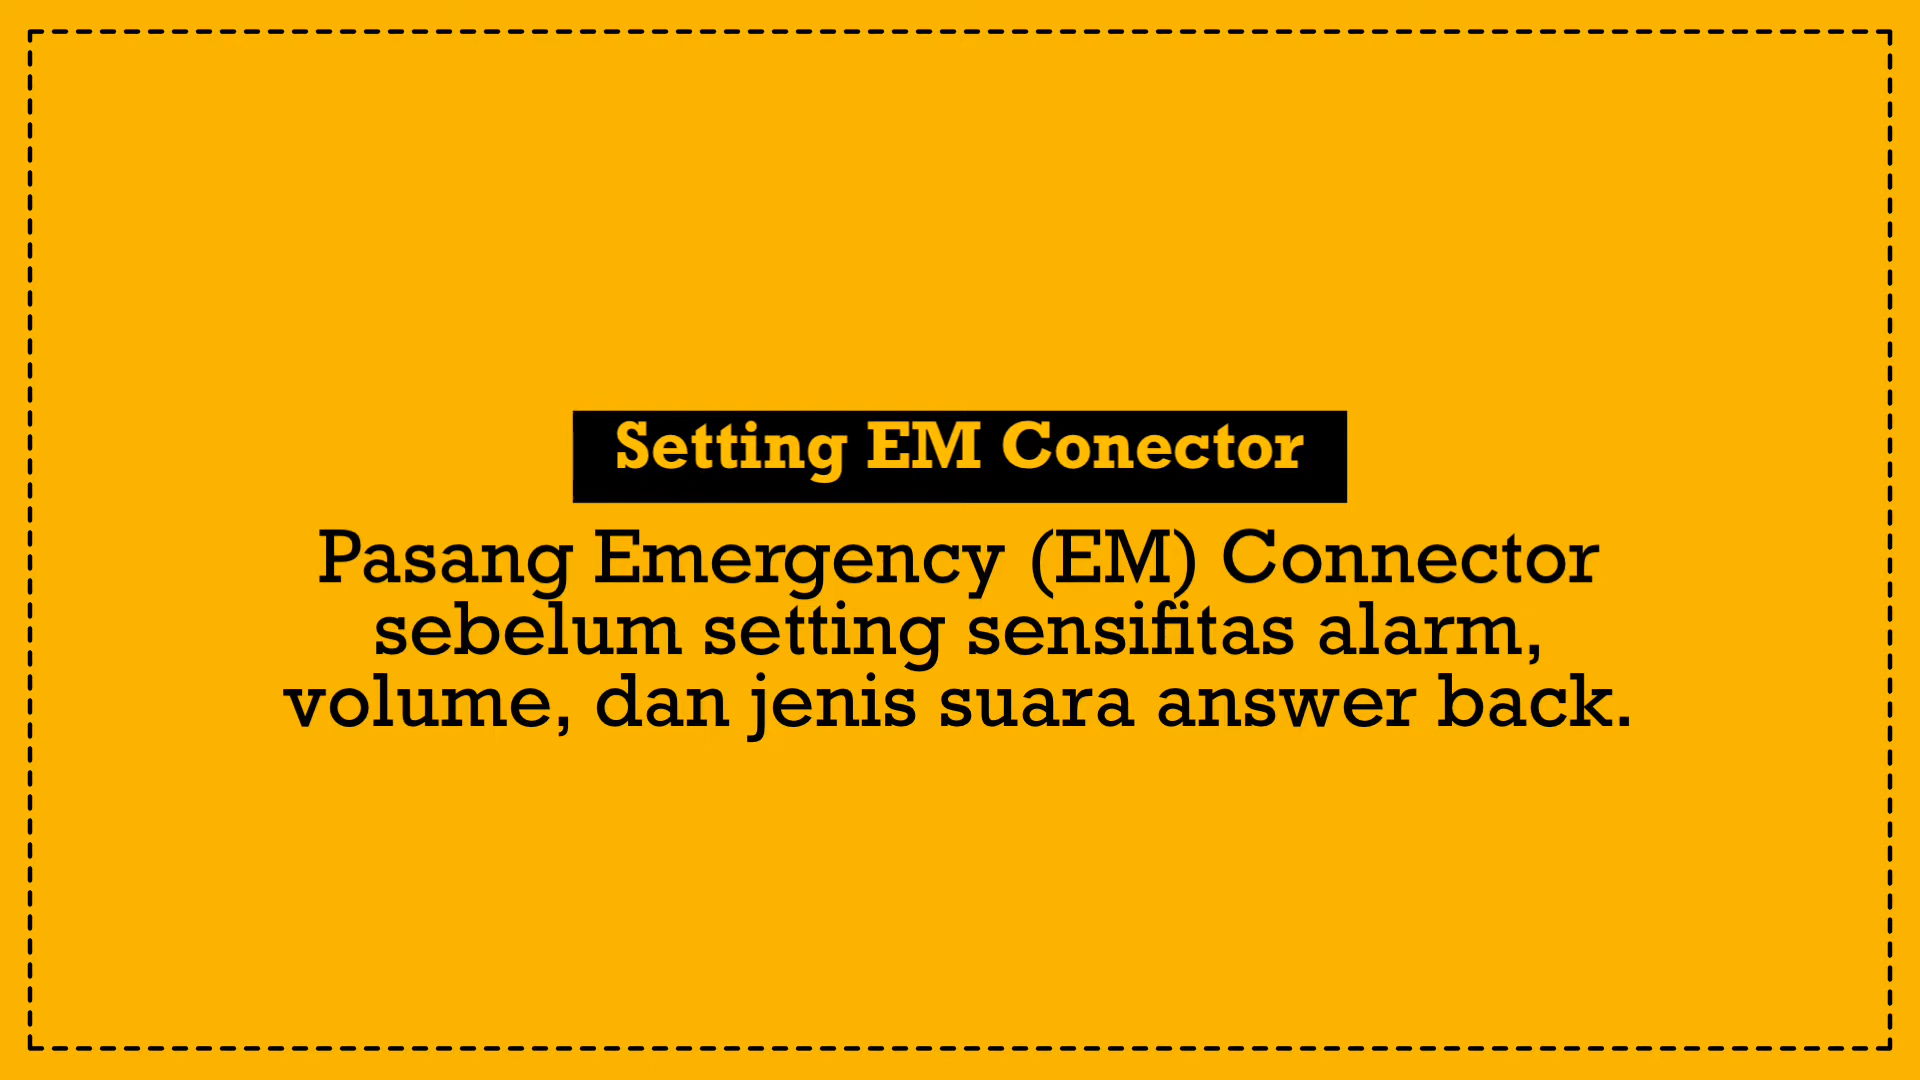 Setting EM Conector
Pasang Emergency (EM) Connector
sebelum setting sensifitas alarm,
volume, dan jenis suara answer back.